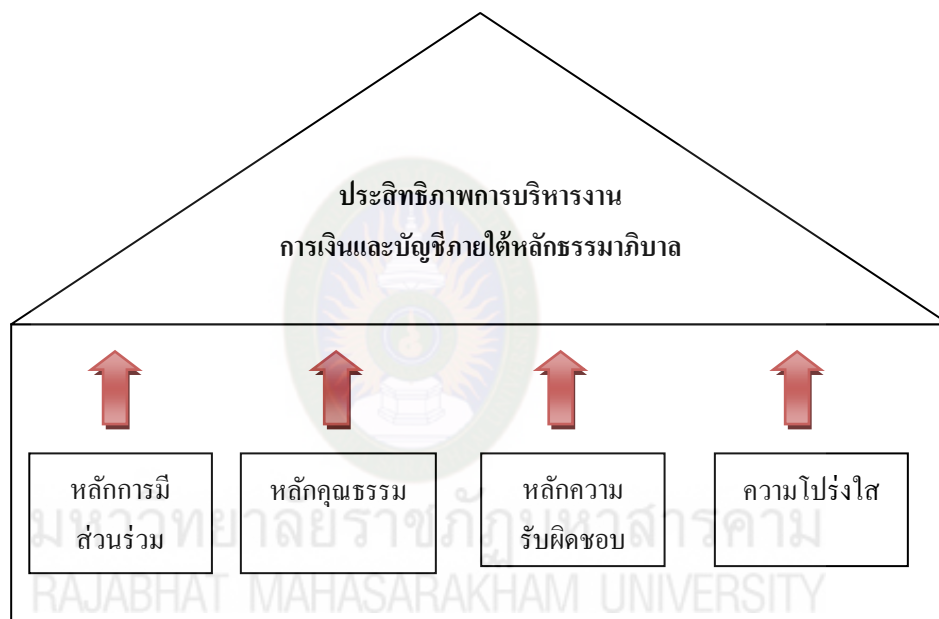 ประสิทธิภาพการบริหารงาน
การเงินและบัญชีภายใต้หลักธรรมาภิบาล
หลักการมี
ส่วนร่วม
หลักคุณธรรม
หลักความ
รับผิดชอบ
ความโปร่งใส
มหาวิทยาลัยราชภัฏมหาสารคาม
RAJABHAT MAHASARAKHAM UNIVERSITY